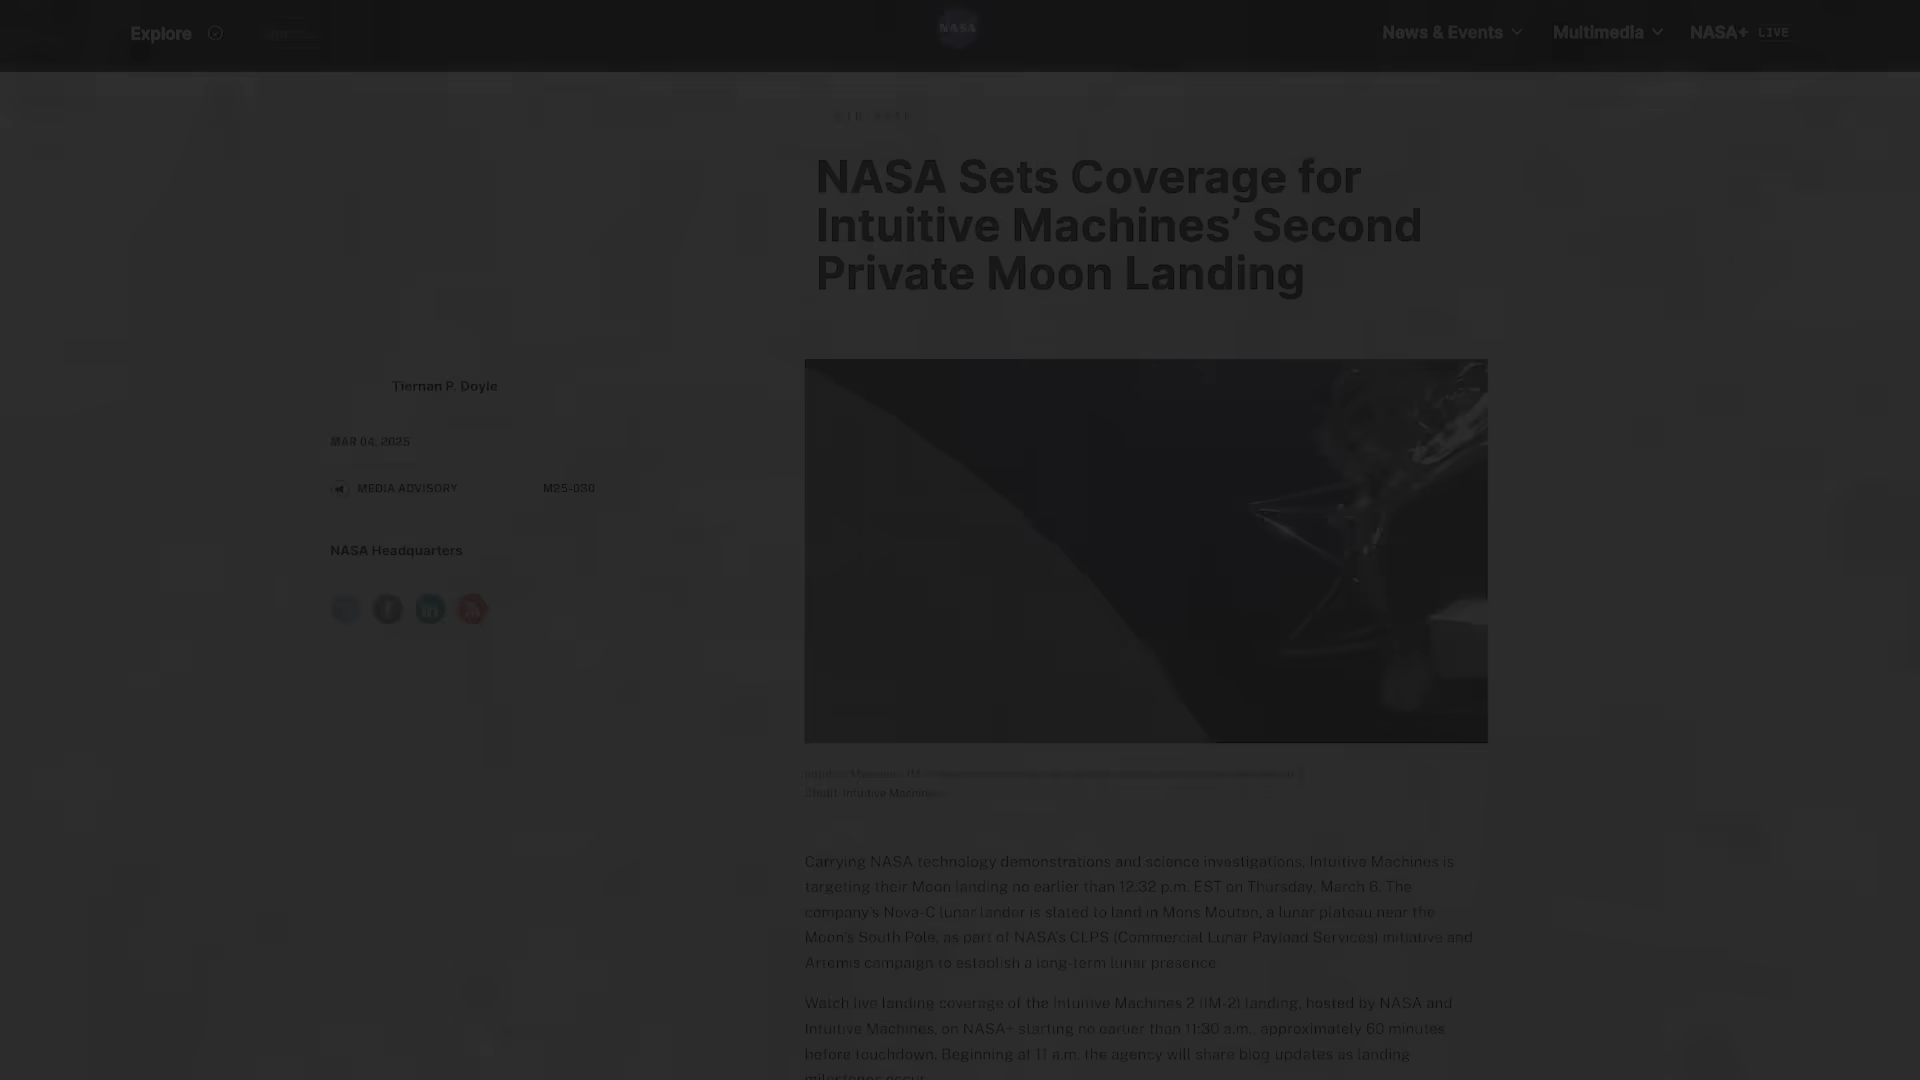 Explore
NASA
News & Events
Multimedia
NASA+ LIVE
NASA Sets Coverage for
Intuitive Machines’ Second
Private Moon Landing
Tiernan P. Doyle
MAR 04, 2025
MEDIA ADVISORY
M25-030
NASA Headquarters
Credit: Intuitive Machines
Carrying NASA technology demonstrations and science investigations, Intuitive Machines is
targeting their Moon landing no earlier than 12:32 p.m. EST on Thursday, March 6. The
company’s Nova-C lunar lander is slated to land in Mons Mouton, a lunar plateau near the
Moon’s South Pole, as part of NASA’s CLPS (Commercial Lunar Payload Services) initiative and
Artemis campaign to establish a long-term lunar presence.
Watch live landing coverage of the Intuitive Machines 2 (IM-2) landing, hosted by NASA and
Intuitive Machines, on NASA+ starting no earlier than 11:30 a.m., approximately 60 minutes
before touchdown. Beginning at 11 a.m. the agency will share blog updates as landing
milestones occur.